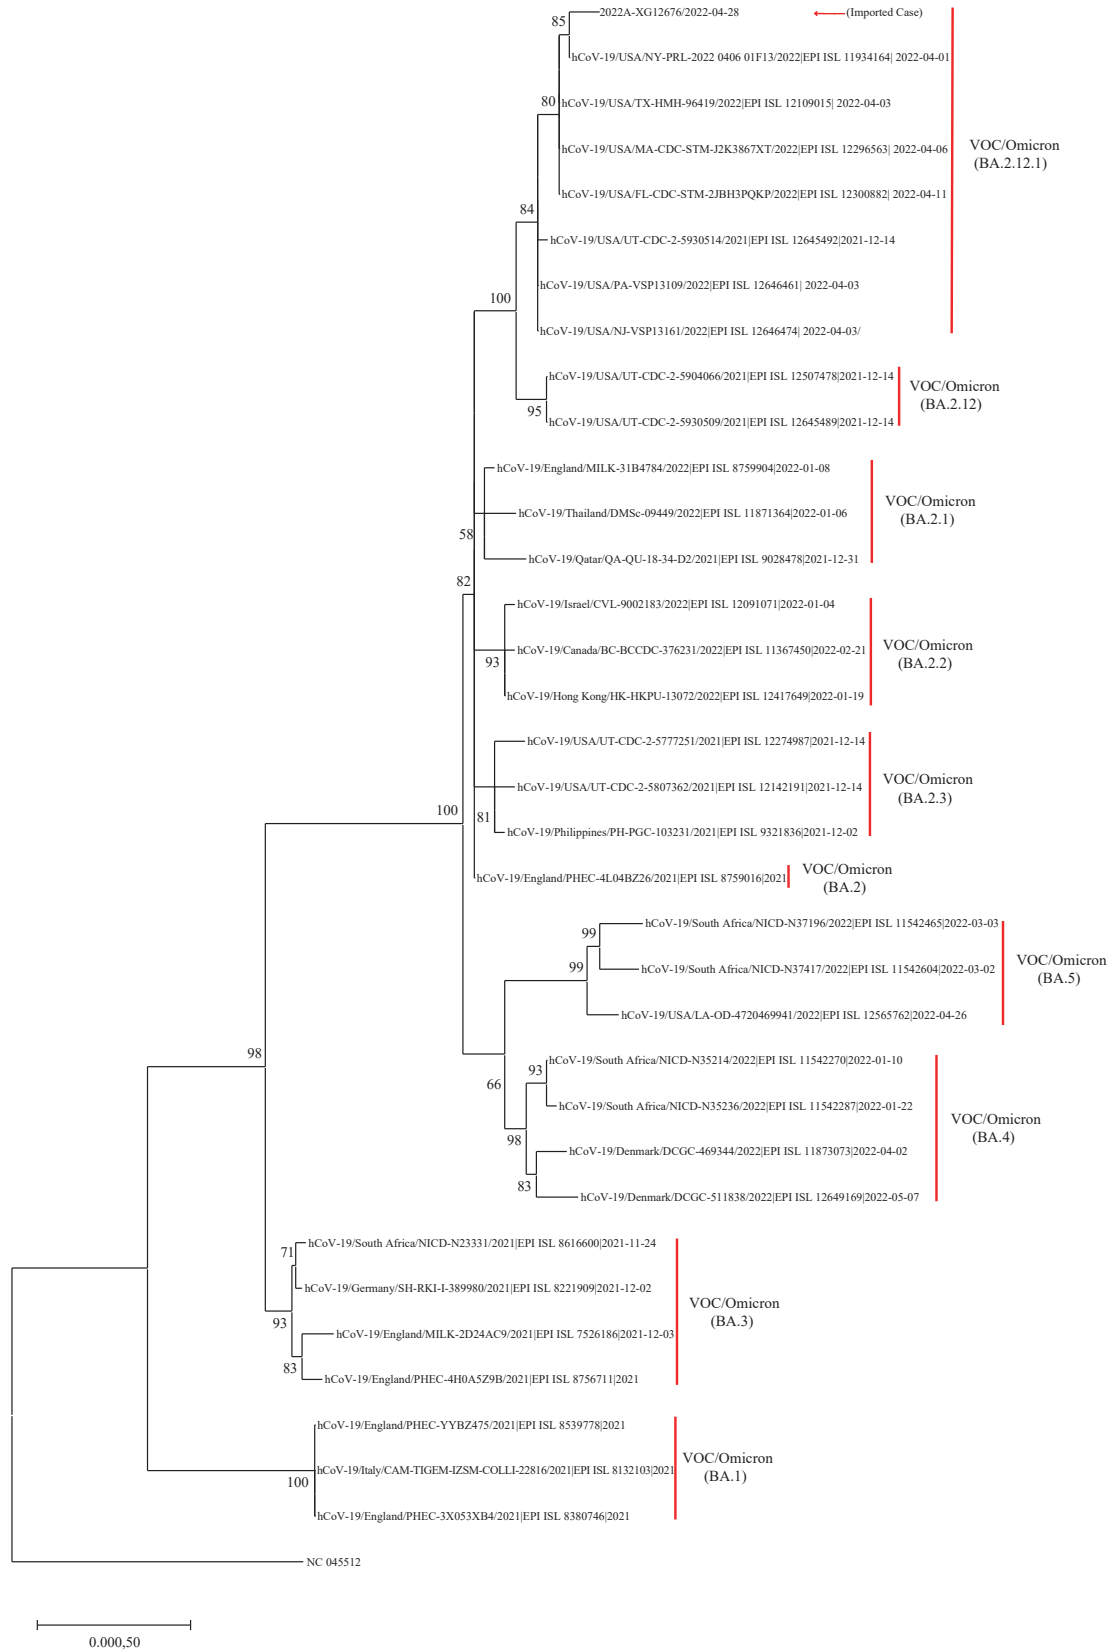 2022A-XG12676/2022-04-28
(Imported Case)
85
hCoV-19/USA/NY-PRL-2022 0406 01F13/2022|EPI ISL 11934164| 2022-04-01
80
hCoV-19/USA/TX-HMH-96419/2022|EPI ISL 12109015| 2022-04-03
hCoV-19/USA/MA-CDC-STM-J2K3867XT/2022|EPI ISL 12296563| 2022-04-06
VOC/Omicron
(BA.2.12.1)
hCoV-19/USA/FL-CDC-STM-2JBH3PQKP/2022|EPI ISL 12300882| 2022-04-11
84
hCoV-19/USA/UT-CDC-2-5930514/2021|EPI ISL 12645492|2021-12-14
hCoV-19/USA/PA-VSP13109/2022|EPI ISL 12646461| 2022-04-03
100
hCoV-19/USA/NJ-VSP13161/2022|EPI ISL 12646474| 2022-04-03/
hCoV-19/USA/UT-CDC-2-5904066/2021|EPI ISL 12507478|2021-12-14
VOC/Omicron
(BA.2.12)
95
hCoV-19/USA/UT-CDC-2-5930509/2021|EPI ISL 12645489|2021-12-14
hCoV-19/England/MILK-31B4784/2022|EPI ISL 8759904|2022-01-08
VOC/Omicron
(BA.2.1)
hCoV-19/Thailand/DMSc-09449/2022|EPI ISL 11871364|2022-01-06
58
hCoV-19/Qatar/QA-QU-18-34-D2/2021|EPI ISL 9028478|2021-12-31
82
hCoV-19/Israel/CVL-9002183/2022|EPI ISL 12091071|2022-01-04
hCoV-19/Canada/BC-BCCDC-376231/2022|EPI ISL 11367450|2022-02-21
VOC/Omicron
(BA.2.2)
93
hCoV-19/Hong Kong/HK-HKPU-13072/2022|EPI ISL 12417649|2022-01-19
hCoV-19/USA/UT-CDC-2-5777251/2021|EPI ISL 12274987|2021-12-14
hCoV-19/USA/UT-CDC-2-5807362/2021|EPI ISL 12142191|2021-12-14
VOC/Omicron
(BA.2.3)
100
81
hCoV-19/Philippines/PH-PGC-103231/2021|EPI ISL 9321836|2021-12-02
hCoV-19/England/PHEC-4L04BZ26/2021|EPI ISL 8759016|2021
VOC/Omicron
(BA.2)
hCoV-19/South Africa/NICD-N37196/2022|EPI ISL 11542465|2022-03-03
99
99
hCoV-19/South Africa/NICD-N37417/2022|EPI ISL 11542604|2022-03-02
VOC/Omicron
(BA.5)
hCoV-19/USA/LA-OD-4720469941/2022|EPI ISL 12565762|2022-04-26
98
hCoV-19/South Africa/NICD-N35214/2022|EPI ISL 11542270|2022-01-10
93
66
hCoV-19/South Africa/NICD-N35236/2022|EPI ISL 11542287|2022-01-22
VOC/Omicron
(BA.4)
98
hCoV-19/Denmark/DCGC-469344/2022|EPI ISL 11873073|2022-04-02
83
hCoV-19/Denmark/DCGC-511838/2022|EPI ISL 12649169|2022-05-07
hCoV-19/South Africa/NICD-N23331/2021|EPI ISL 8616600|2021-11-24
71
hCoV-19/Germany/SH-RKI-I-389980/2021|EPI ISL 8221909|2021-12-02
VOC/Omicron
(BA.3)
93
hCoV-19/England/MILK-2D24AC9/2021|EPI ISL 7526186|2021-12-03
83
hCoV-19/England/PHEC-4H0A5Z9B/2021|EPI ISL 8756711|2021
hCoV-19/England/PHEC-YYBZ475/2021|EPI ISL 8539778|2021
hCoV-19/Italy/CAM-TIGEM-IZSM-COLLI-22816/2021|EPI ISL 8132103|2021
VOC/Omicron
(BA.1)
100
hCoV-19/England/PHEC-3X053XB4/2021|EPI ISL 8380746|2021
NC 045512
0.000,50